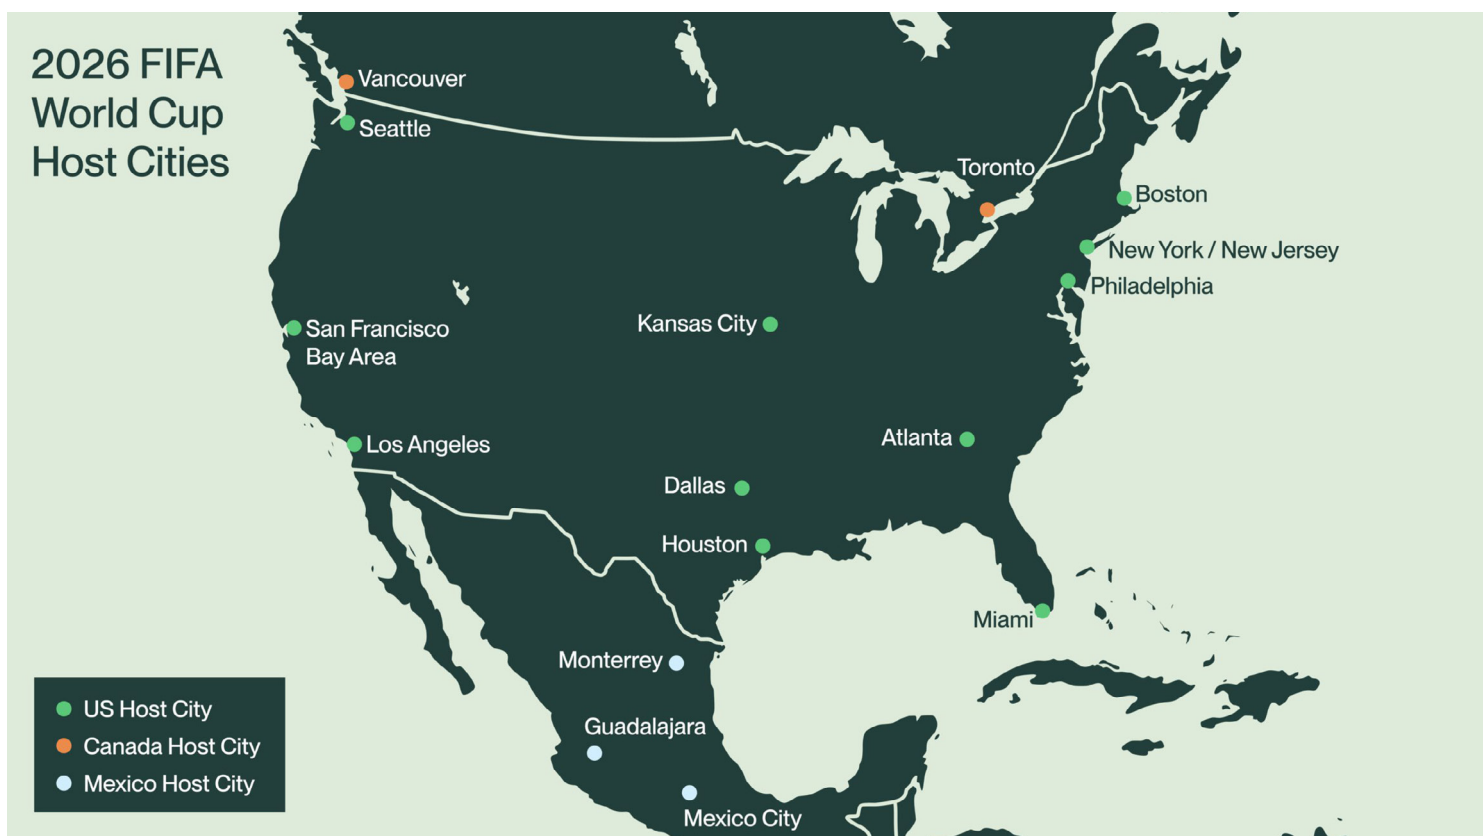 2026 FIFA
World Cup
Host Cities
Vancouver
Seattle
Toronto
Boston
New York / New Jersey
Philadelphia
San Francisco
Bay Area
Kansas City
Los Angeles
Atlanta
Dallas
Houston
Miami
Monterrey
Guadalajara
Mexico City
US Host City
Canada Host City
Mexico Host City